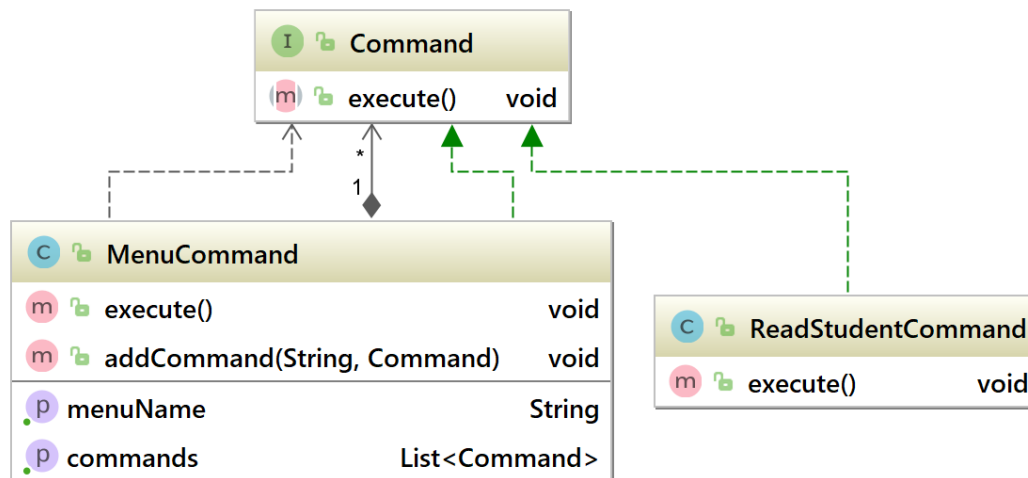 I Command
m execute() void
*
1
C MenuCommand
m execute() void
m addCommand(String, Command) void
p menuName String
p commands List<Command>
C ReadStudentCommand
m execute() void